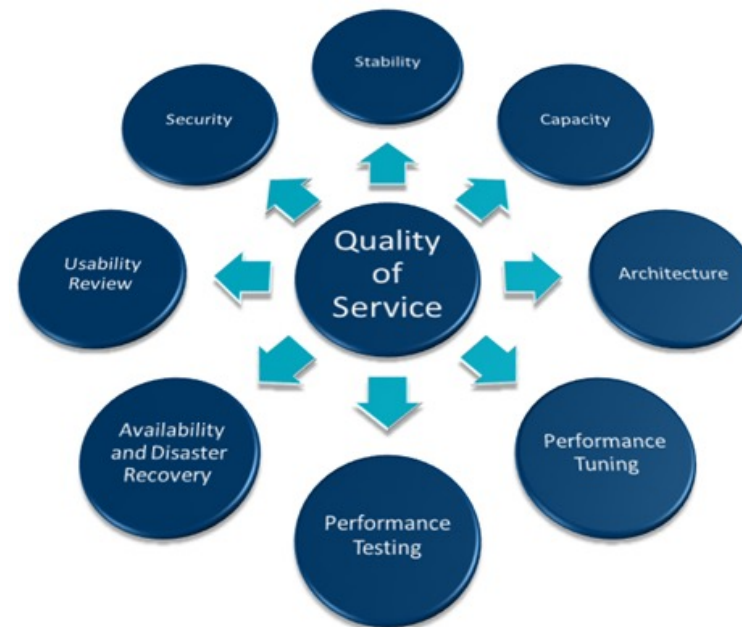 Stability
Security
Capacity
Quality
of
Service
Usability
Review
Architecture
Availability
and Disaster
Recovery
Performance
Tuning
Performance
Testing